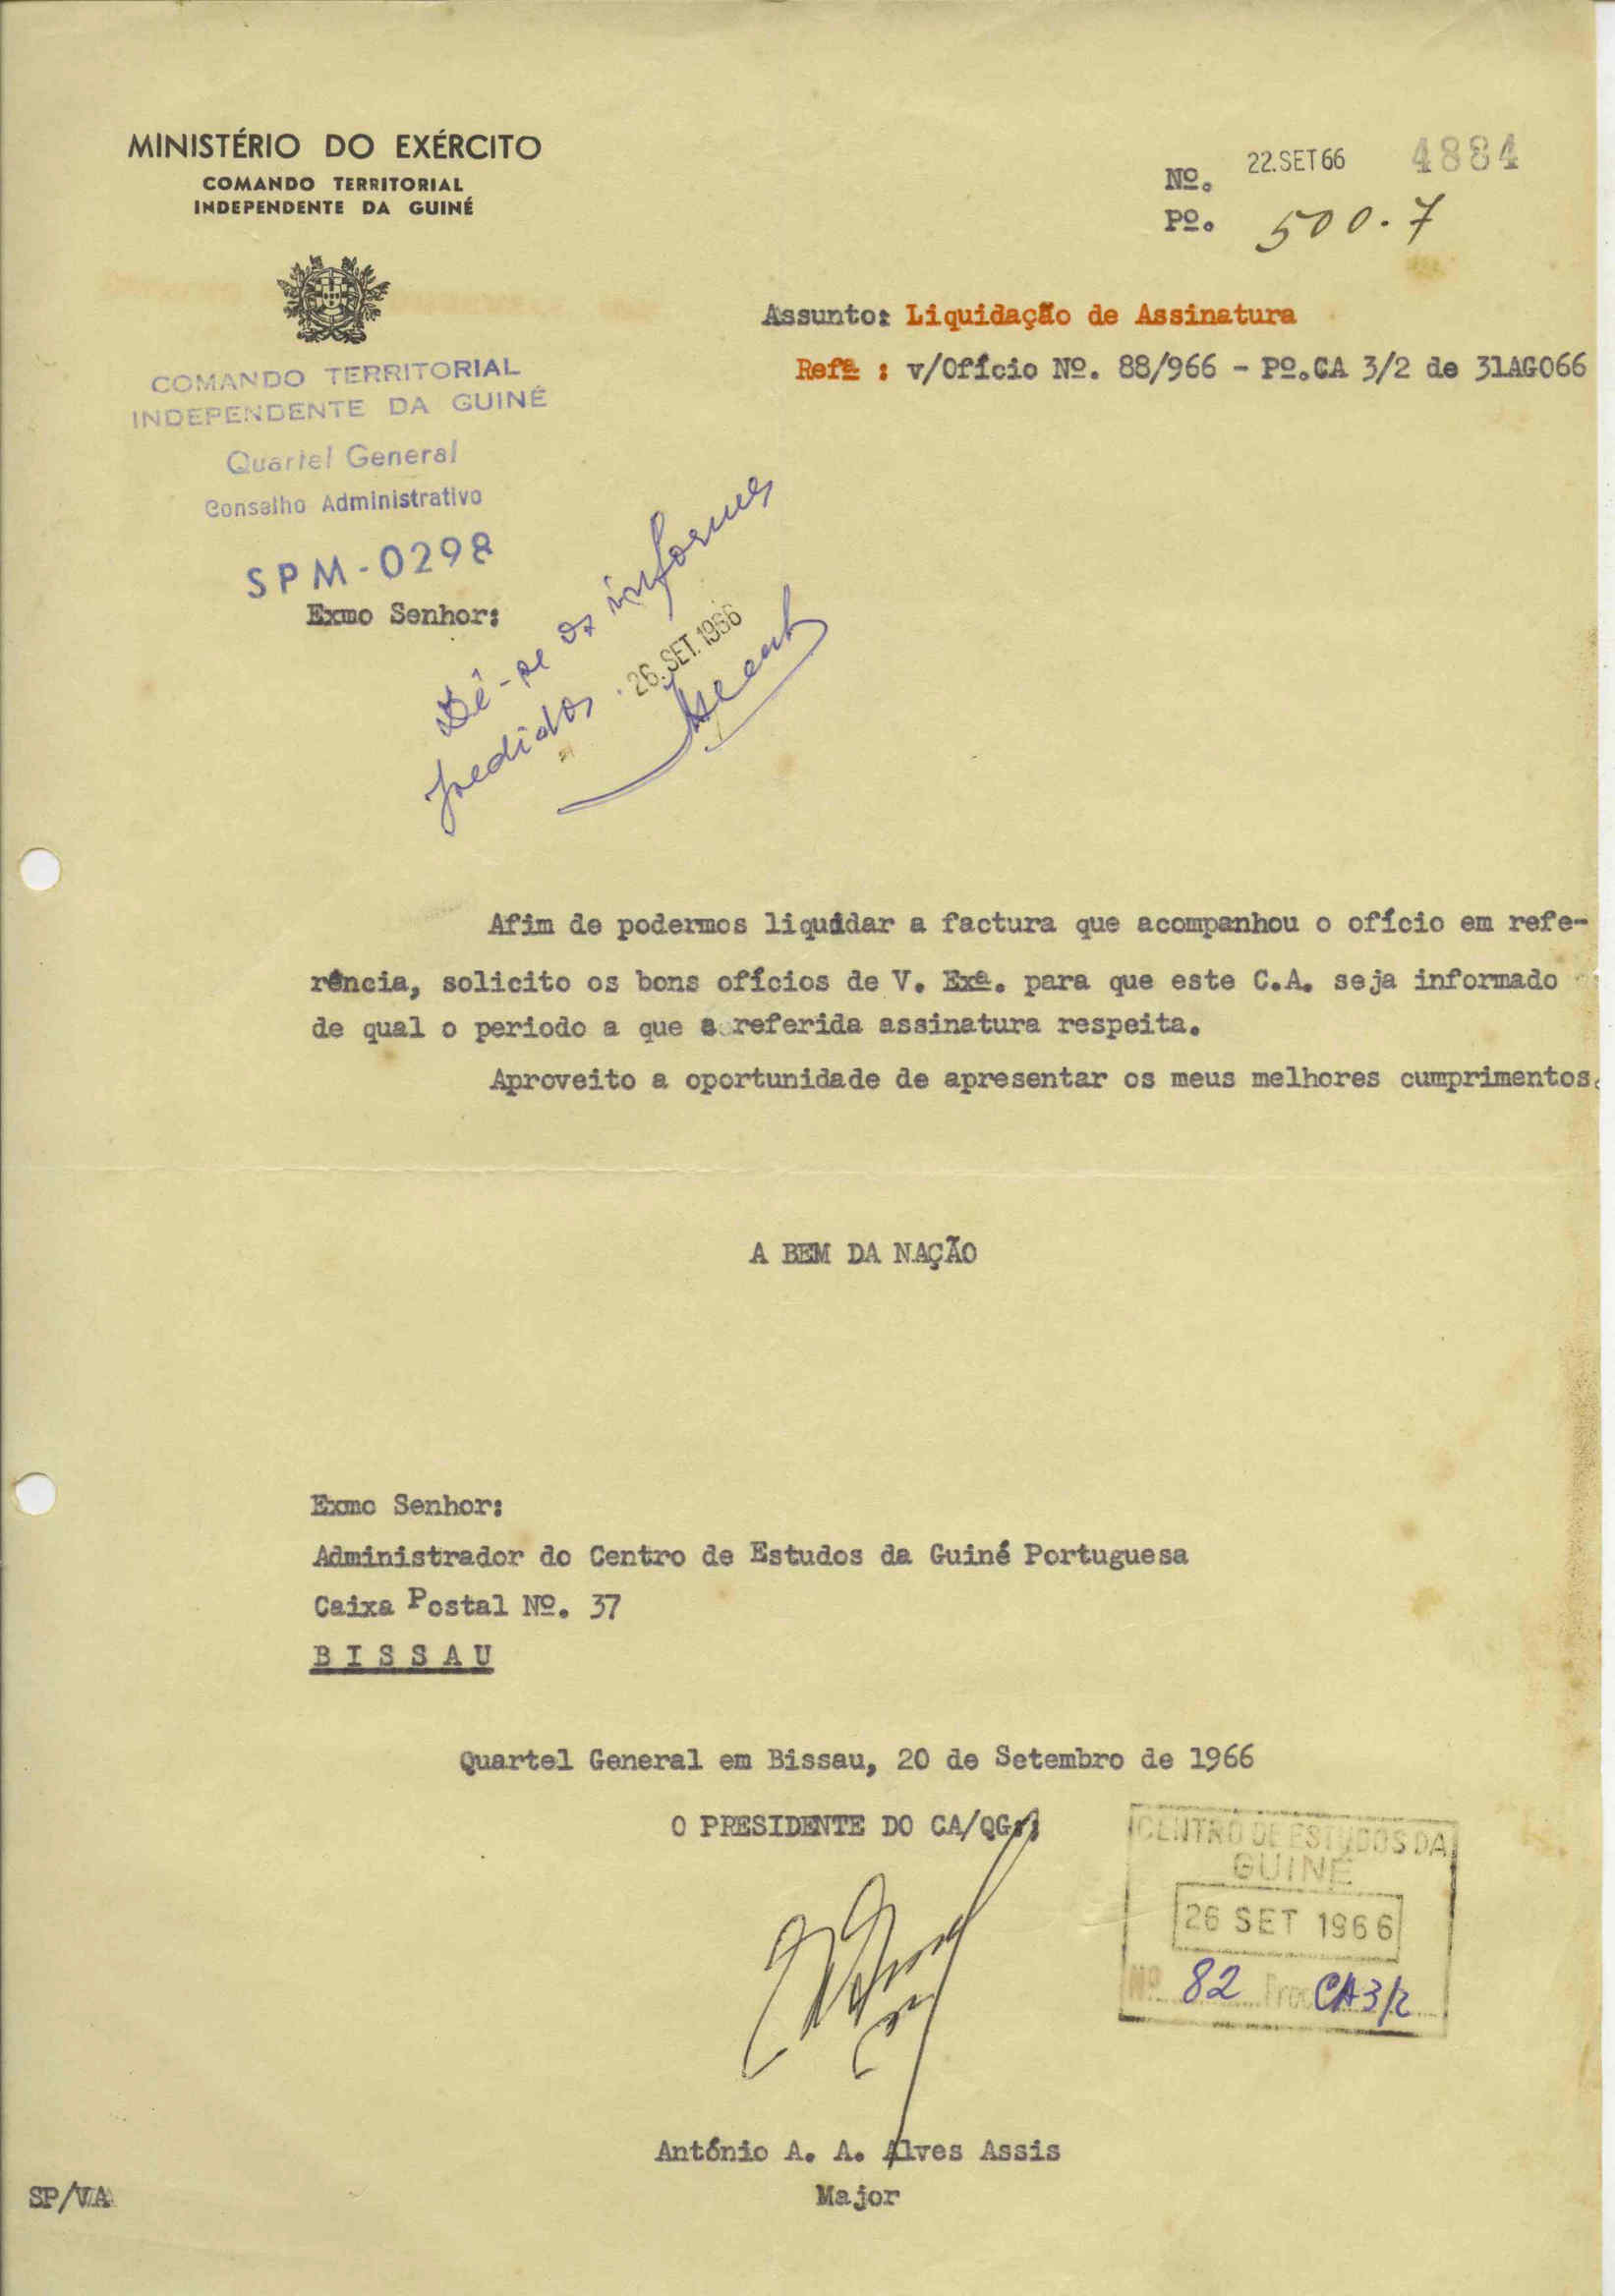 MINISTÉRIO DO EXÉRCITO
COMANDO TERRITORIAL
INDEPENDENTE DA GUINÉ
Nº. 22.SET 66 4884
Pº. 500.7
Assunto: Liquidação de Assinatura
Refª : v/Ofício Nº. 88/966 - Pº.CA 3/2 de 31AGO66
COMANDO TERRITORIAL
INDEPENDENTE DA GUINÉ
Quartel General
Conselho Administrativo
SPM-0298
Exmo Senhor:
Dê-se os informes
pedidos. 26.SET.1966
Afim de podermos liquidar a factura que acompanhou o ofício em refe-
rência, solicito os bons ofícios de V. Exª. para que este C.A. seja informado
de qual o periodo a que a referida assinatura respeita.
Aproveito a oportunidade de apresentar os meus melhores cumprimentos.
A BEM DA NAÇÃO
Exmo Senhor:
Administrador do Centro de Estudos da Guiné Portuguesa
Caixa Postal Nº. 37
B I S S A U
Quartel General em Bissau, 20 de Setembro de 1966
O PRESIDENTE DO CA/QG
CENTRO DE ESTUDOS DA
GUINÉ
26 SET 1966
Nº 82 Proc CA3/2
António A. A. Alves Assis
Major
SP/VA